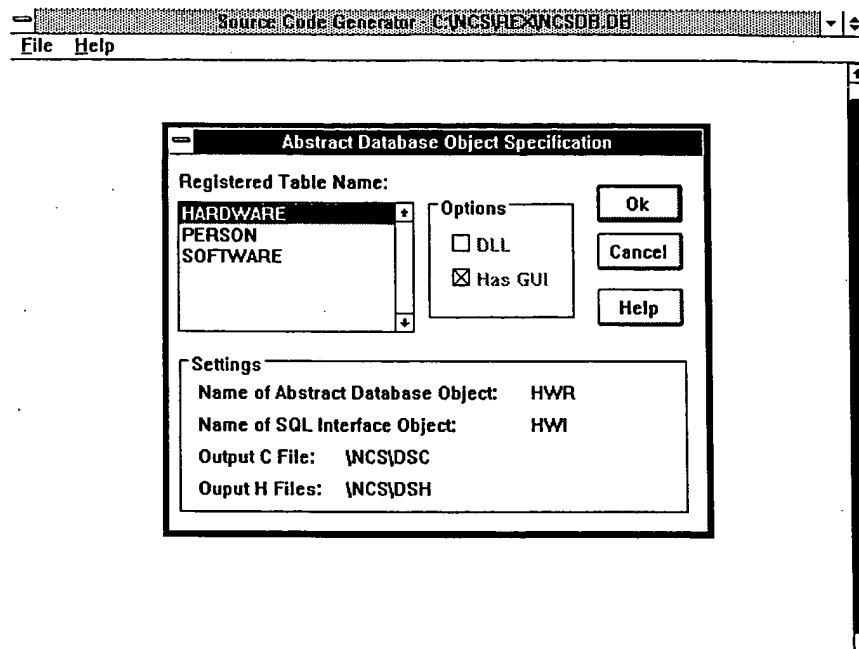 Source Code Generator - C:\NCS\REX\NCSDB.DB
File Help
Abstract Database Object Specification
Registered Table Name:
HARDWARE
PERSON
SOFTWARE
Options
DLL
Has GUI
Ok
Cancel
Help
Settings
Name of Abstract Database Object: HWR
Name of SQL Interface Object: HWI
Output C File: \NCS\DSC
Ouput H Files: \NCS\DSH